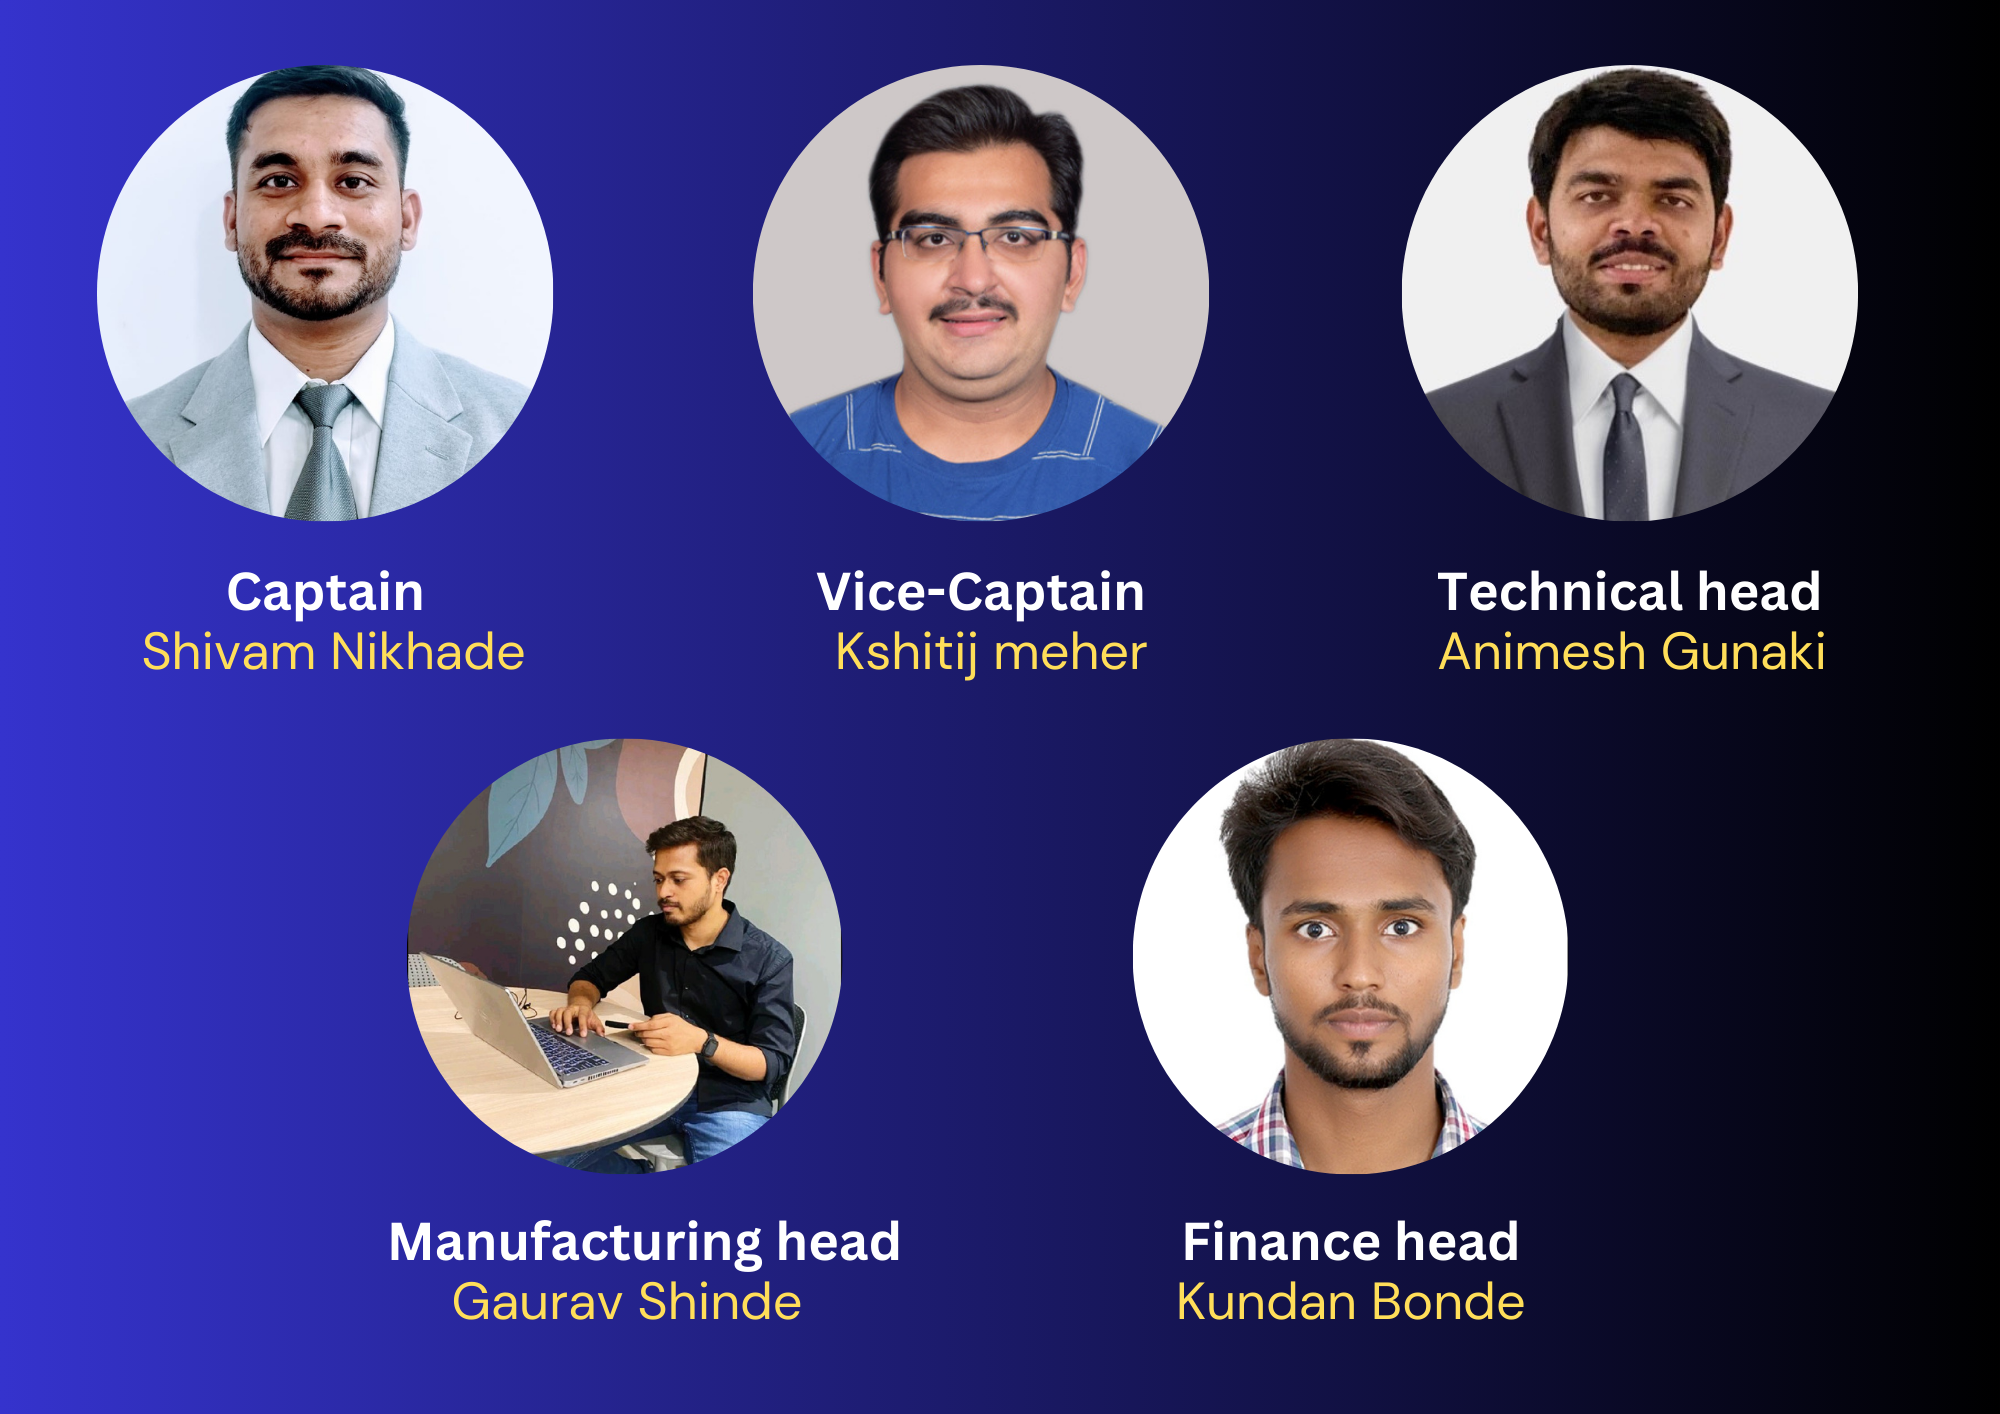 Captain
Shivam Nikhade
Vice-Captain
Kshitij meher
Technical head
Animesh Gunaki
Manufacturing head
Gaurav Shinde
Finance head
Kundan Bonde